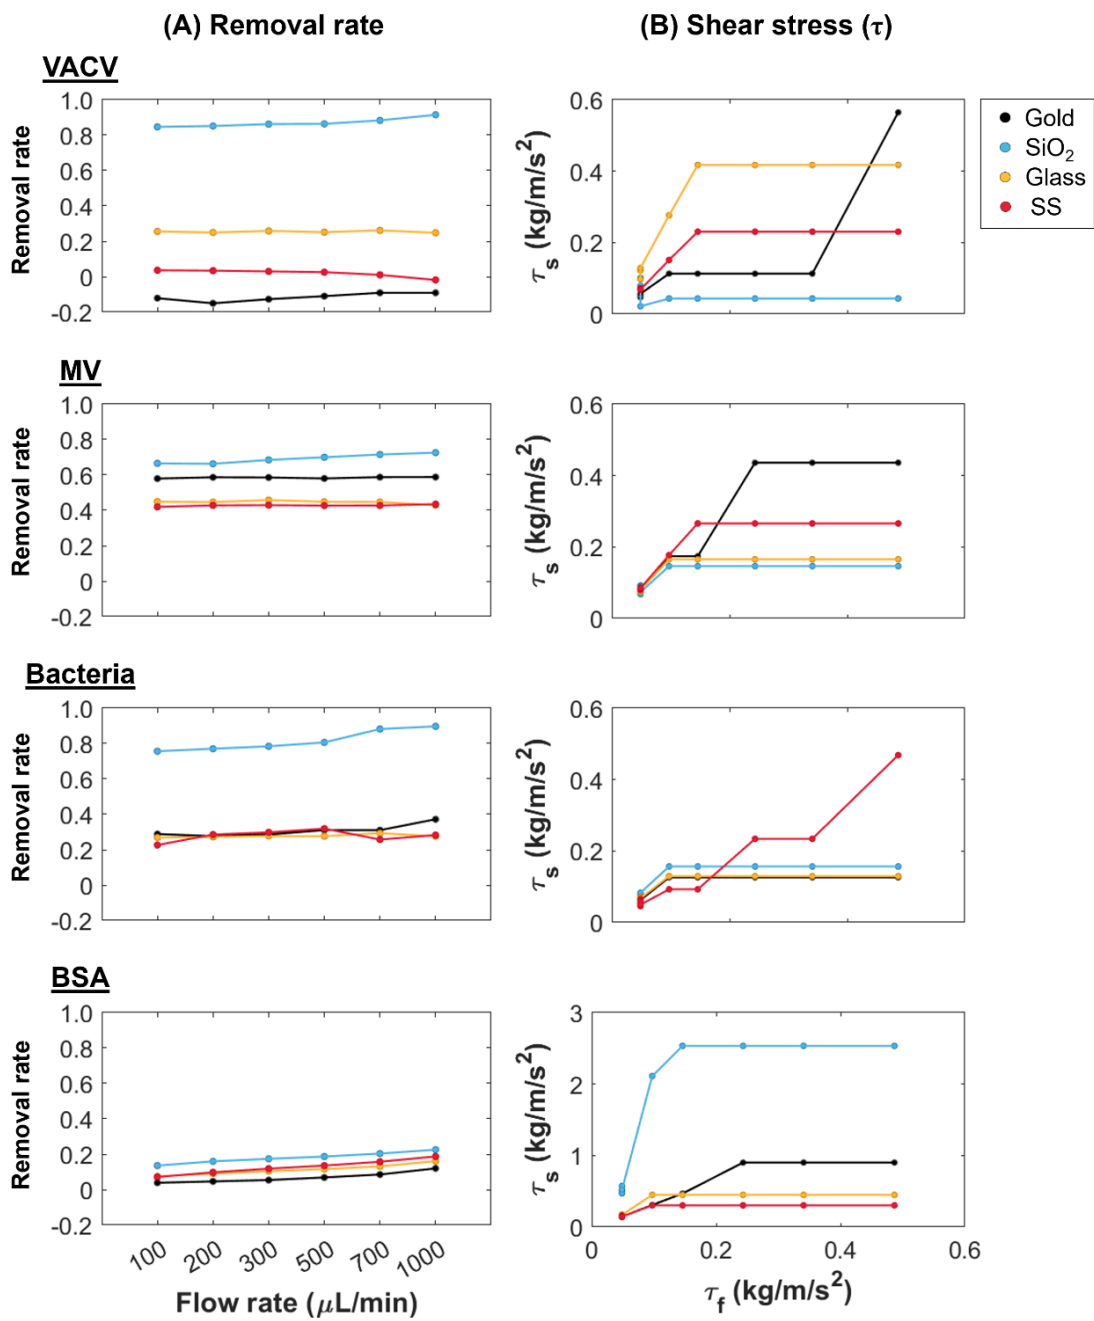 (A) Removal rate
(B) Shear stress (τ)
VACV
1.0
0.8
0.6
0.4
0.2
0
-0.2
Removal rate
0.6
0.4
0.2
0
τs (kg/m/s²)
Gold
SiO₂
Glass
SS
MV
1.0
0.8
0.6
0.4
0.2
0
-0.2
Removal rate
0.6
0.4
0.2
0
τs (kg/m/s²)
Bacteria
1.0
0.8
0.6
0.4
0.2
0
-0.2
Removal rate
0.6
0.4
0.2
0
τs (kg/m/s²)
BSA
1.0
0.8
0.6
0.4
0.2
0
-0.2
Removal rate
100
200
300
500
700
1000
Flow rate (μL/min)
3
2
1
0
τs (kg/m/s²)
0
0.2
0.4
0.6
τf (kg/m/s²)